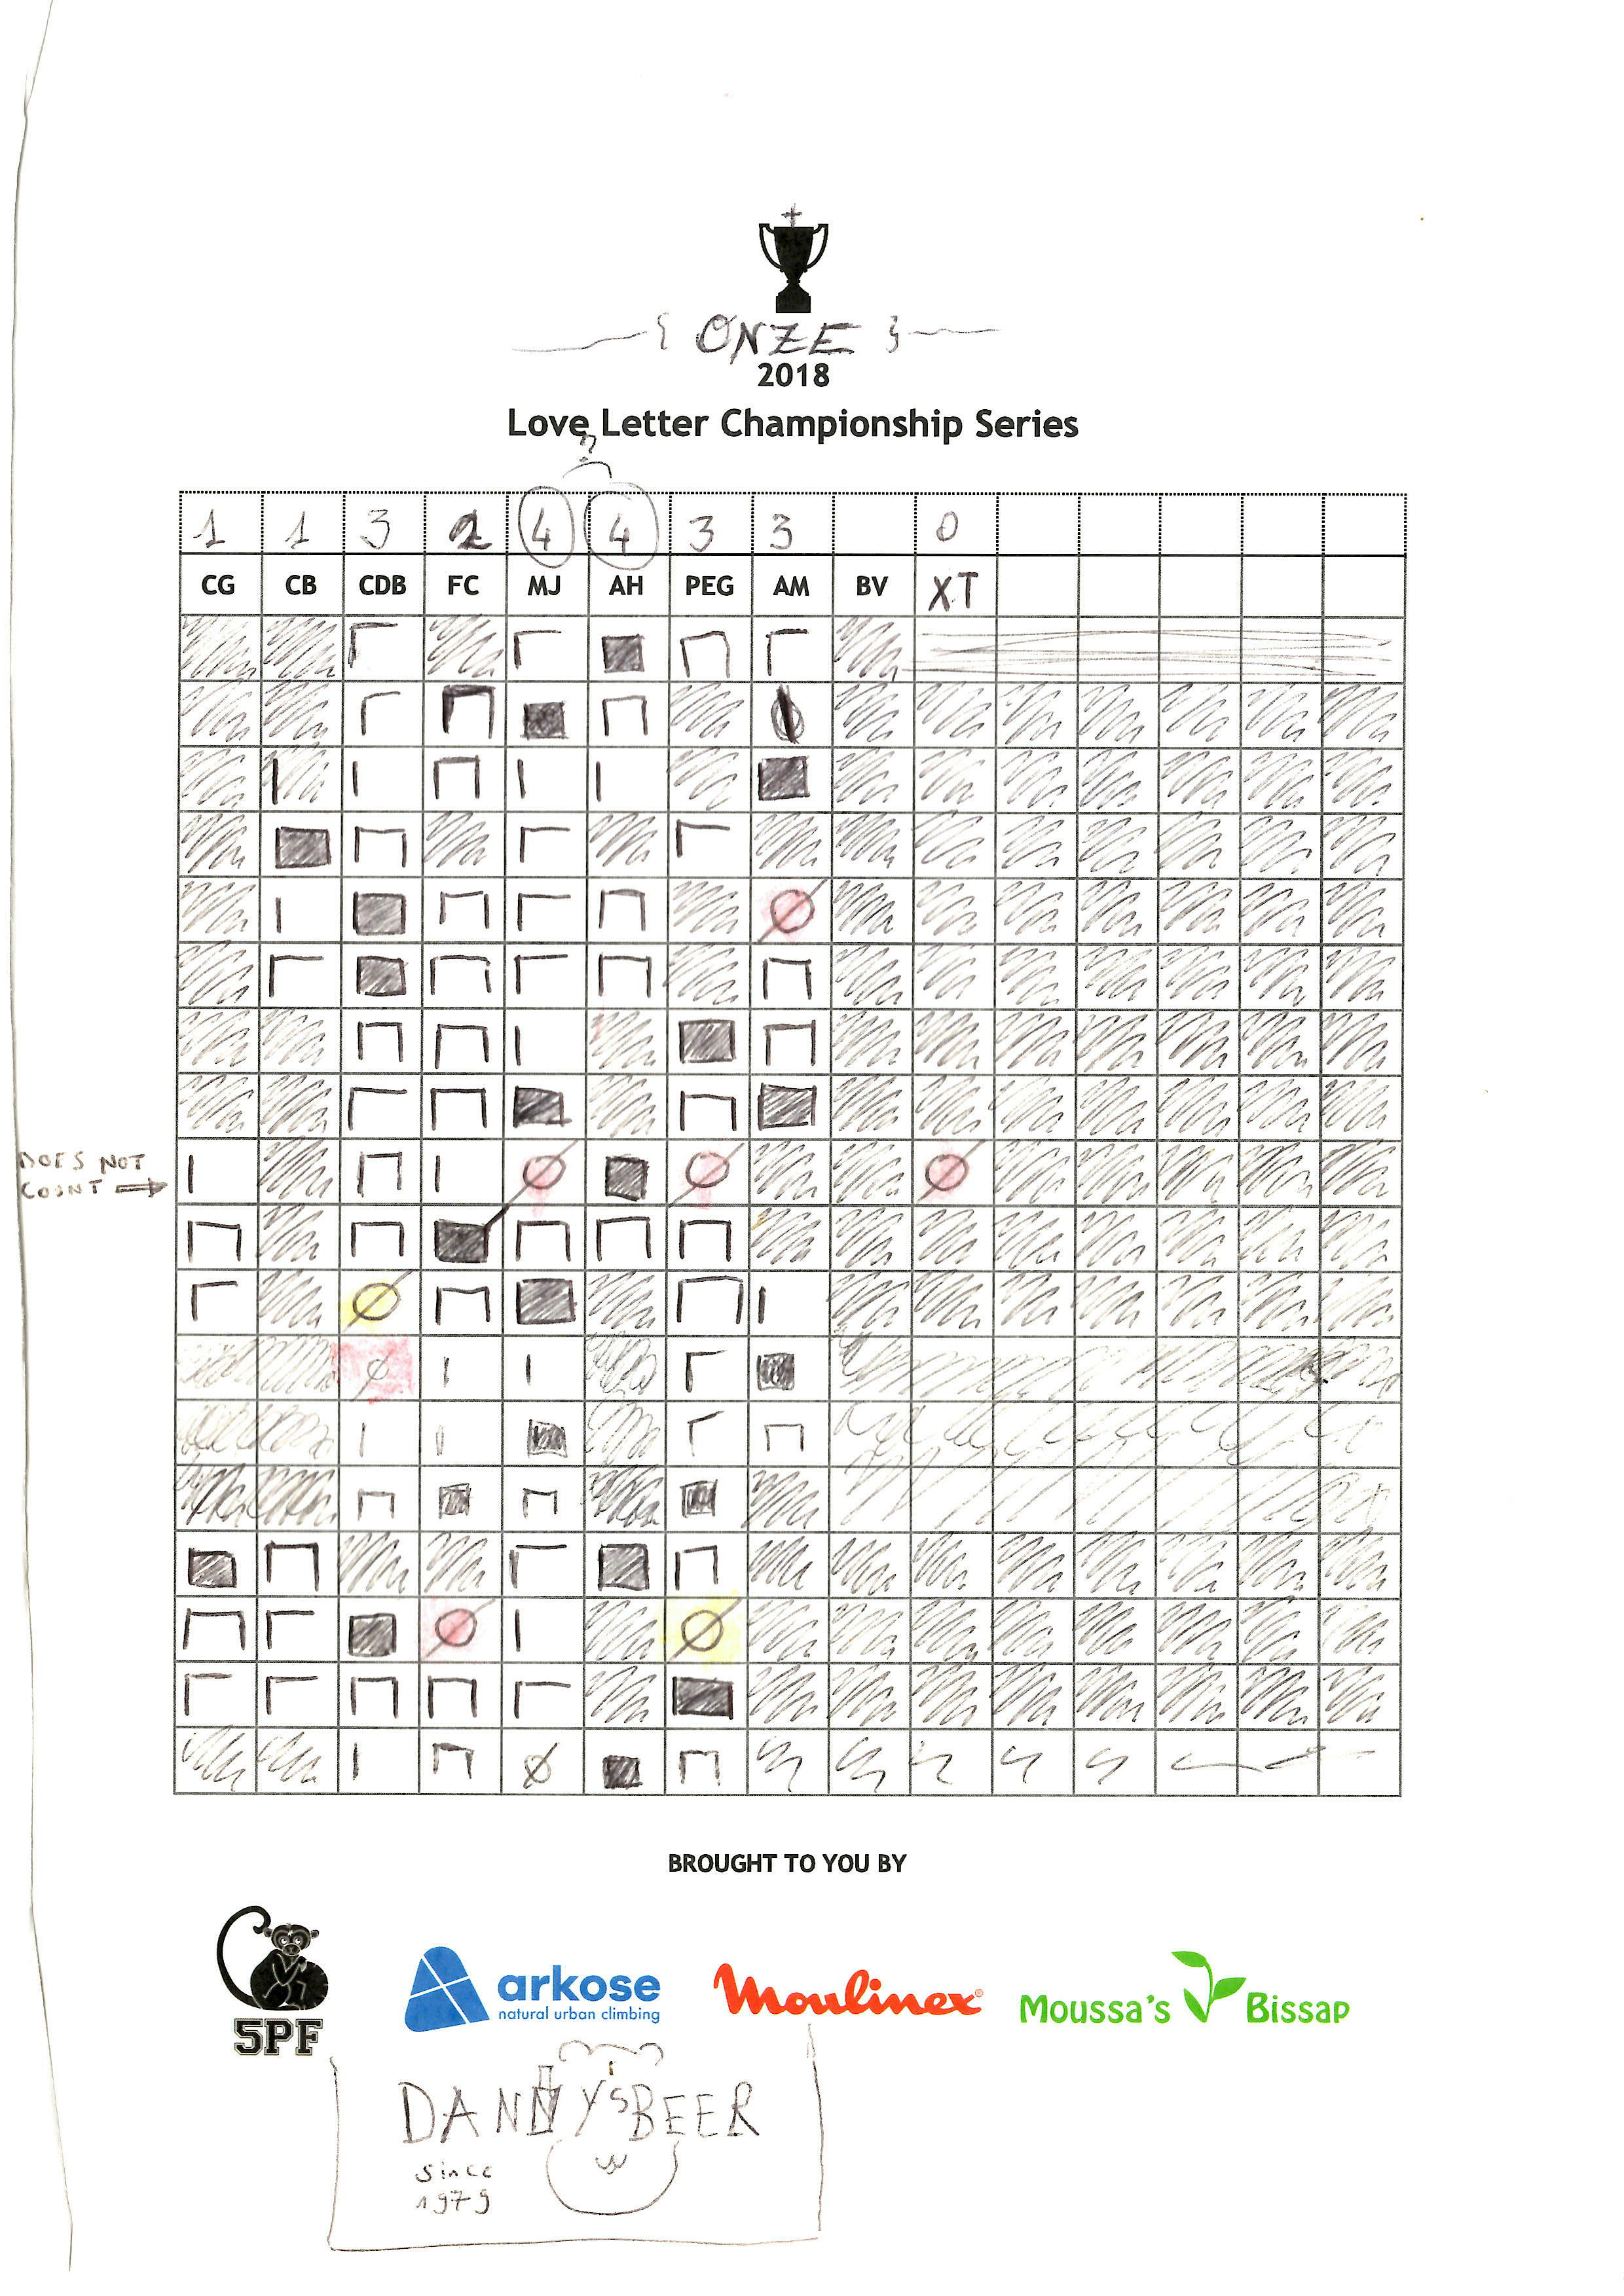 { ONZE }
2018
Love Letter Championship Series
?
1 1 3 2 4 4 3 3 0
CG CB CDB FC MJ AH PEG AM BV XT
DOES NOT
COUNT
BROUGHT TO YOU BY
5PF
arkose
natural urban climbing
Moulinex®
Moussa's Bissap
DANNY'S BEER
since
1979